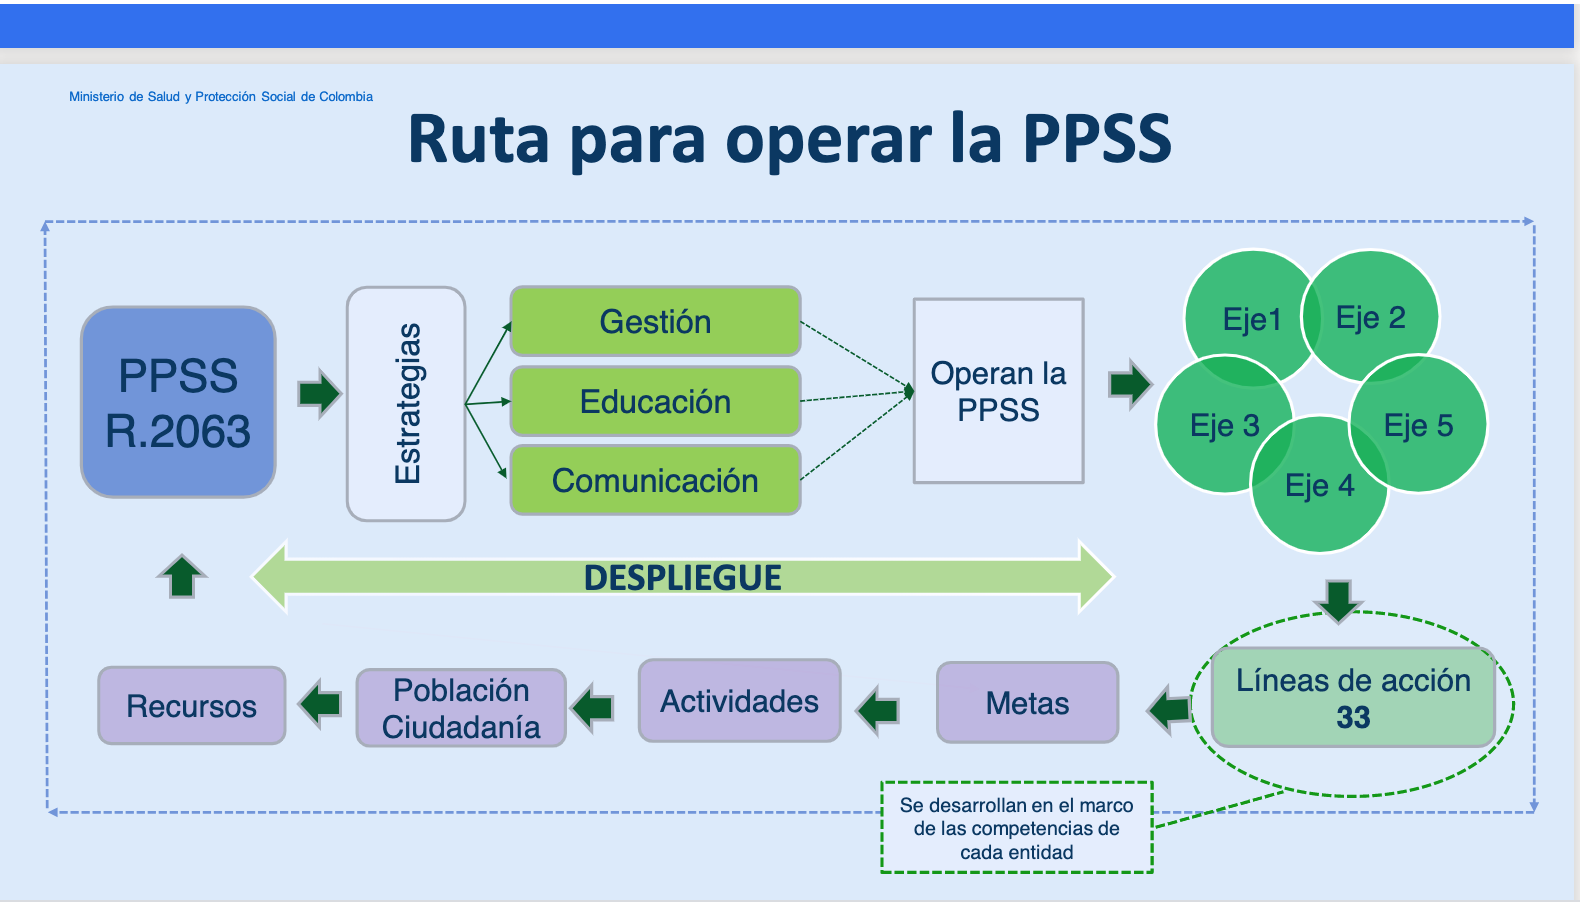 Ministerio de Salud y Protección Social de Colombia
Ruta para operar la PPSS
PPSS
R.2063
Estrategias
Gestión
Educación
Comunicación
Operan la
PPSS
Eje1
Eje 2
Eje 3
Eje 4
Eje 5
DESPLIEGUE
Recursos
Población
Ciudadanía
Actividades
Metas
Líneas de acción
33
Se desarrollan en el marco
de las competencias de
cada entidad